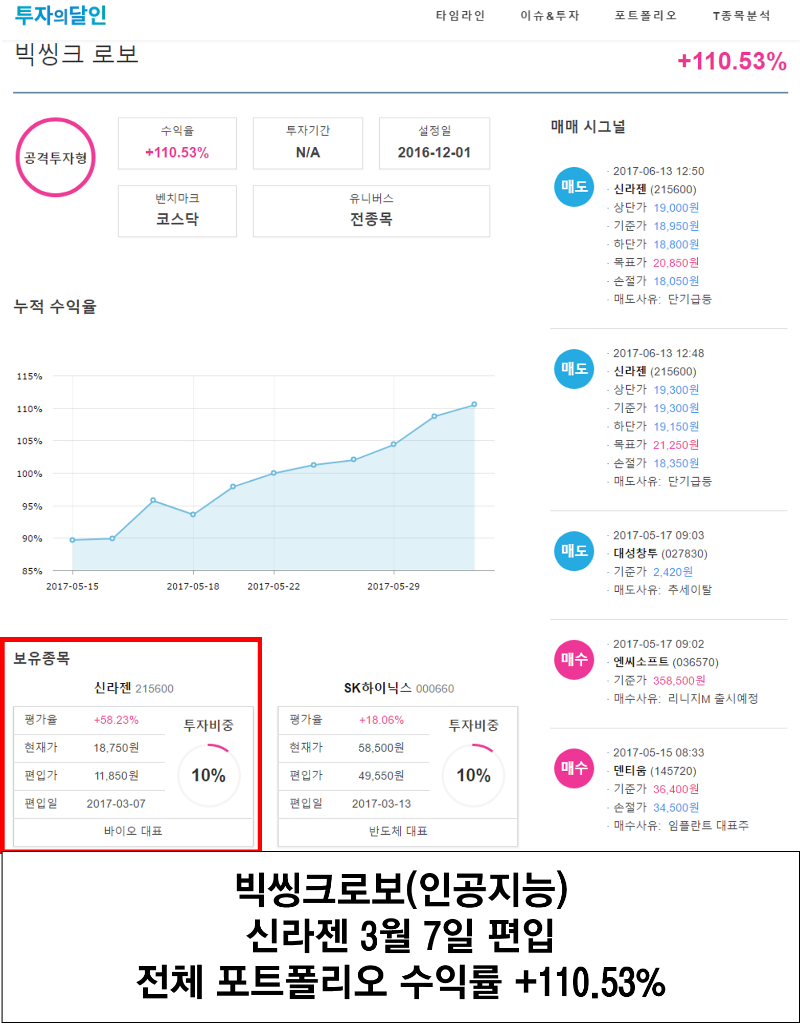 투자의달인
타임라인 이슈&투자 포트폴리오 T종목분석
빅씽크 로보
+110.53%
공격투자형
수익율
+110.53%
투자기간
N/A
설정일
2016-12-01
벤치마크
코스닥
유니버스
전종목
누적 수익율
115%
110%
105%
100%
95%
90%
85%
2017-05-15 2017-05-18 2017-05-22 2017-05-29
보유종목
신라젠 215600
평가율 +58.23%
현재가 18,750원
편입가 11,850원
편입일 2017-03-07
투자비중
10%
바이오 대표
SK하이닉스 000660
평가율 +18.06%
현재가 58,500원
편입가 49,550원
편입일 2017-03-13
투자비중
10%
반도체 대표
매매 시그널
매도
· 2017-06-13 12:50
· 신라젠 (215600)
· 상단가 19,000원
· 기준가 18,950원
· 하단가 18,800원
· 목표가 20,850원
· 손절가 18,050원
· 매도사유: 단기급등
매도
· 2017-06-13 12:48
· 신라젠 (215600)
· 상단가 19,300원
· 기준가 19,300원
· 하단가 19,150원
· 목표가 21,250원
· 손절가 18,350원
· 매도사유: 단기급등
매도
· 2017-05-17 09:03
· 대성창투 (027830)
· 기준가 2,420원
· 매도사유: 추세이탈
매수
· 2017-05-17 09:02
· 엔씨소프트 (036570)
· 기준가 358,500원
· 매수사유: 리니지M 출시예정
매수
· 2017-05-15 08:33
· 덴티움 (145720)
· 기준가 36,400원
· 손절가 34,500원
· 매수사유: 임플란트 대표주
빅씽크로보(인공지능)
신라젠 3월 7일 편입
전체 포트폴리오 수익률 +110.53%